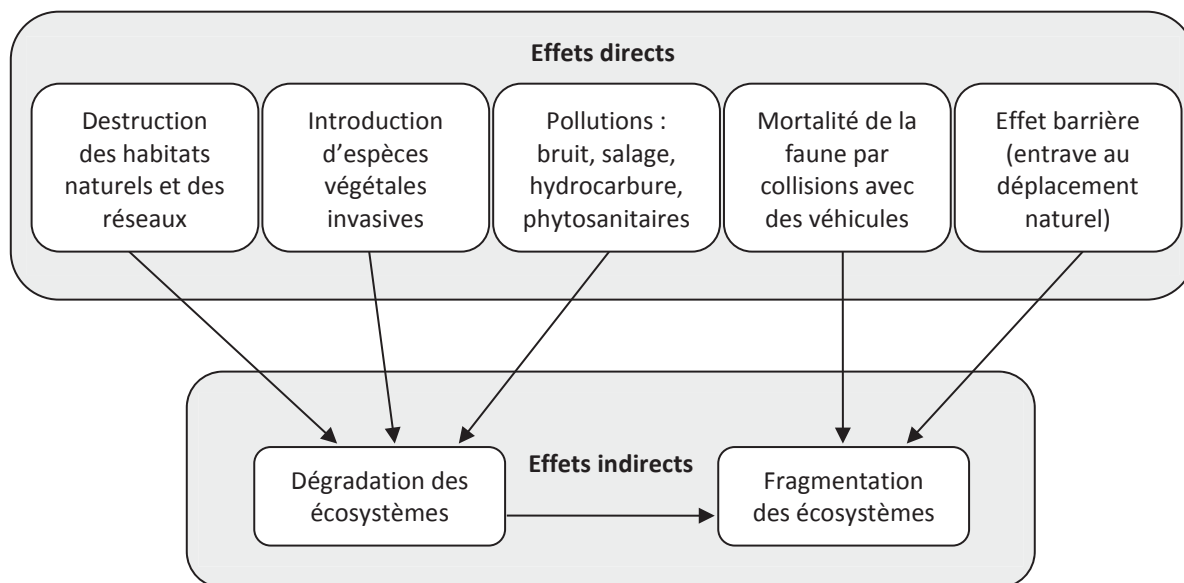 Effets directs
Destruction
des habitats
naturels et des
réseaux
Introduction
d’espèces
végétales
invasives
Pollutions :
bruit, salage,
hydrocarbure,
phytosanitaires
Mortalité de la
faune par
collisions avec
des véhicules
Effet barrière
(entrave au
déplacement
naturel)
Effets indirects
Dégradation des
écosystèmes
Fragmentation
des écosystèmes